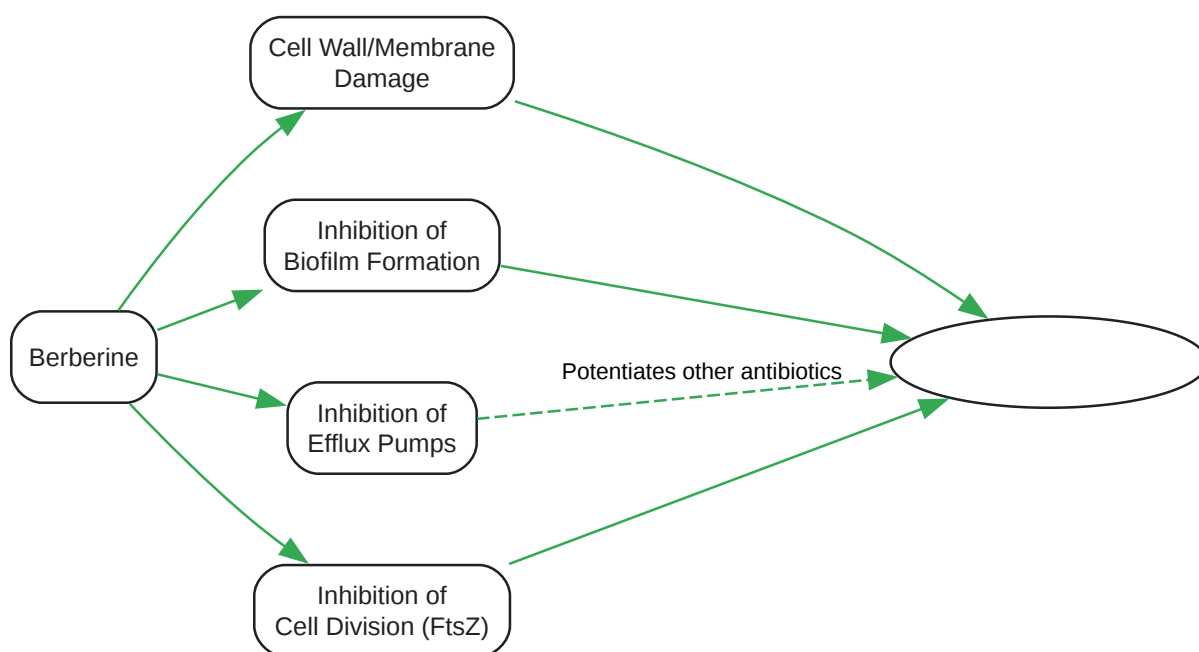 Cell Wall/Membrane
Damage
Inhibition of
Biofilm Formation
Berberine
Potentiates other antibiotics
Inhibition of
Efflux Pumps
Inhibition of
Cell Division (FtsZ)